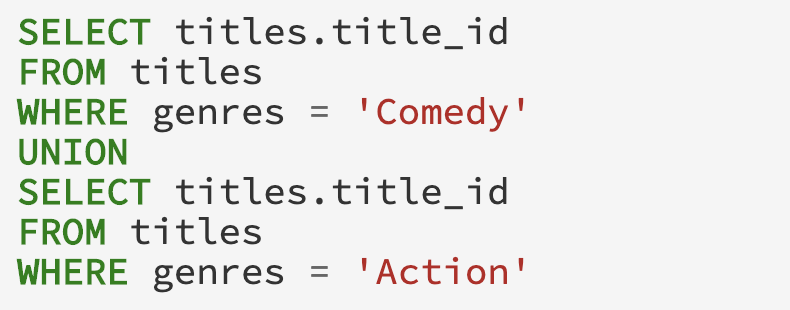 SELECT titles.title_id
FROM titles
WHERE genres = 'Comedy'
UNION
SELECT titles.title_id
FROM titles
WHERE genres = 'Action'